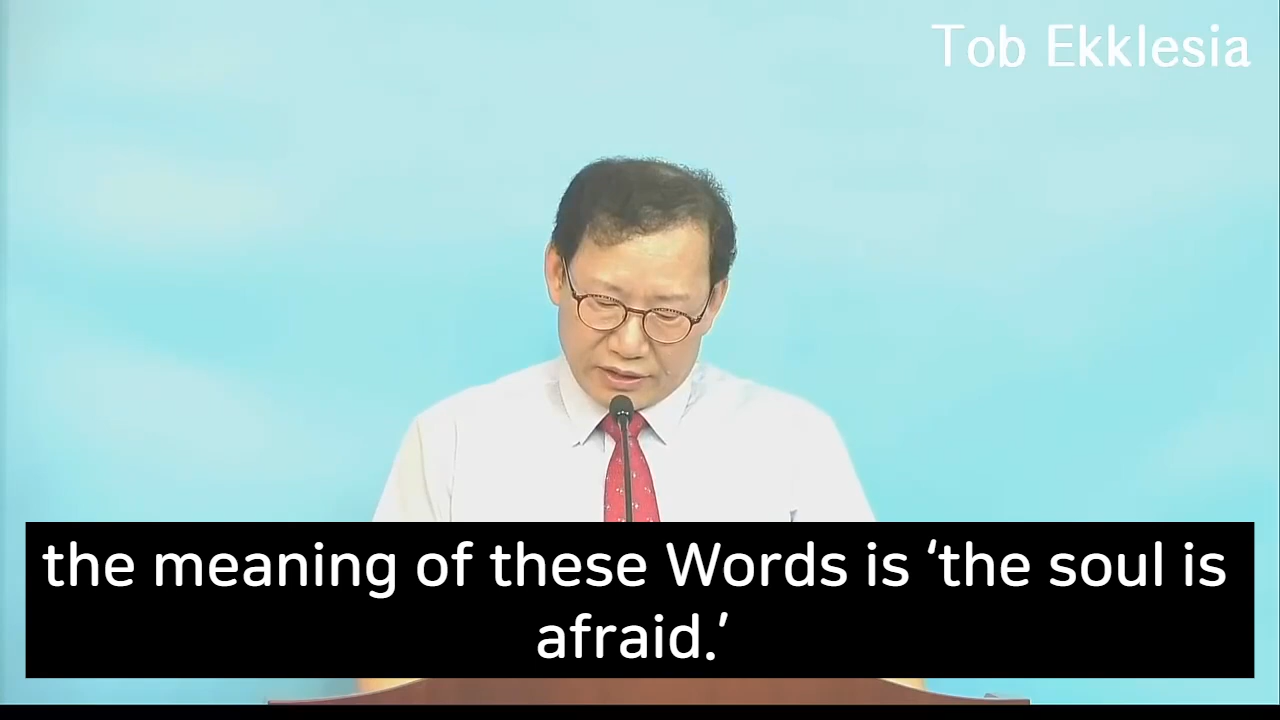 Tob Ekklesia
the meaning of these Words is ‘the soul is
afraid.’